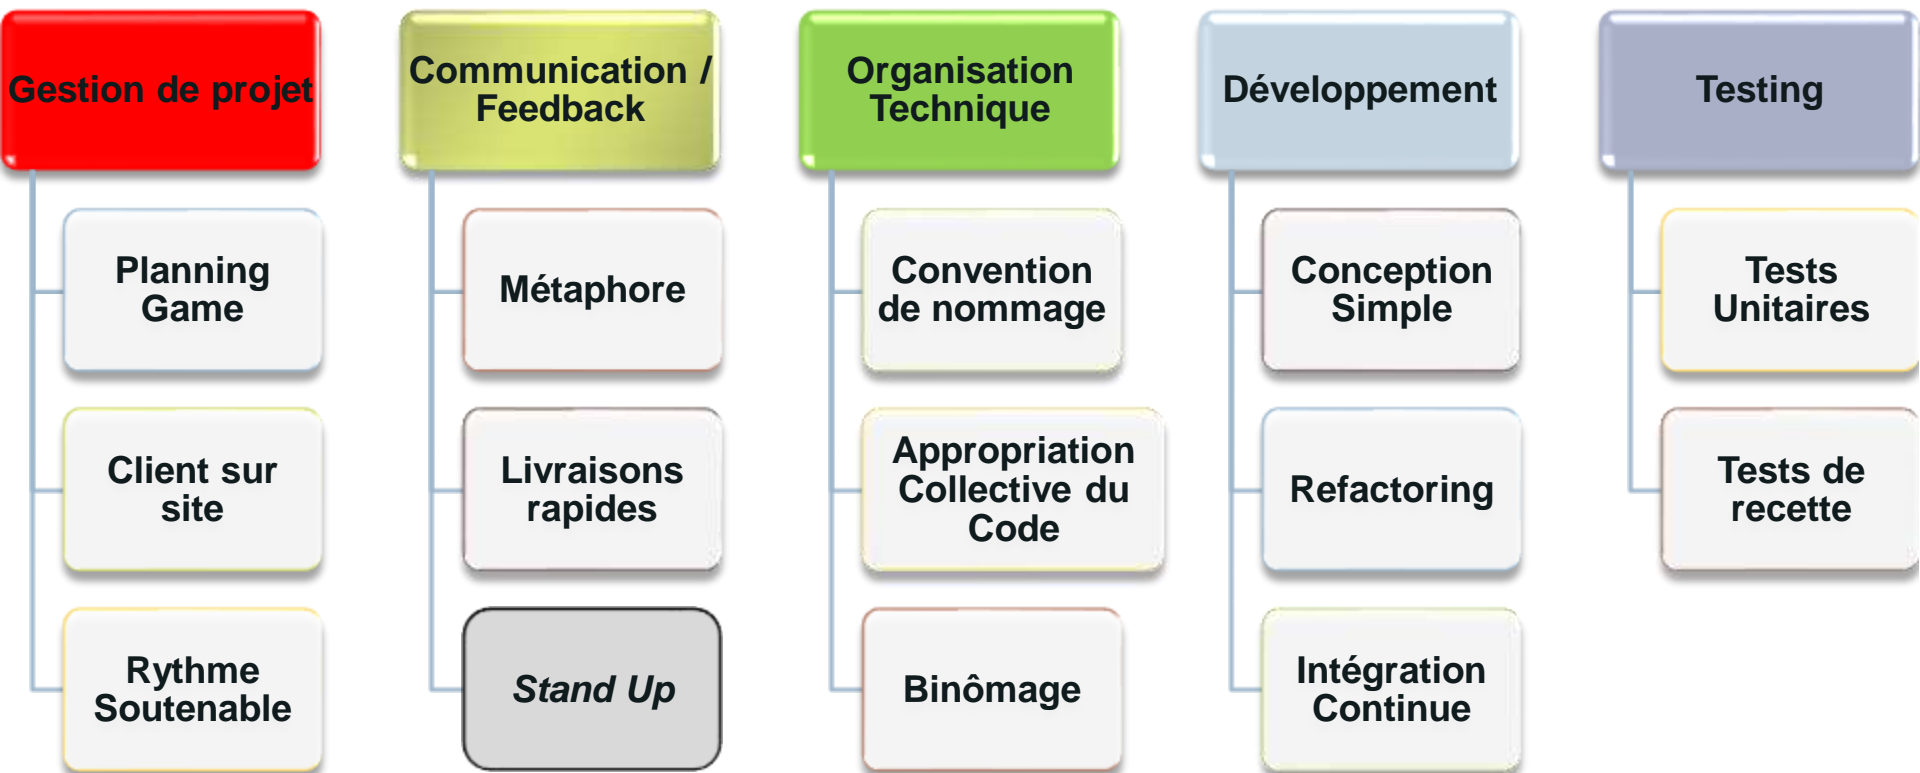 Gestion de projet
Planning
Game
Client sur
site
Rythme
Soutenable
Communication /
Feedback
Métaphore
Livraisons
rapides
Stand Up
Organisation
Technique
Convention
de nommage
Appropriation
Collective du
Code
Binômage
Développement
Conception
Simple
Refactoring
Intégration
Continue
Testing
Tests
Unitaires
Tests de
recette